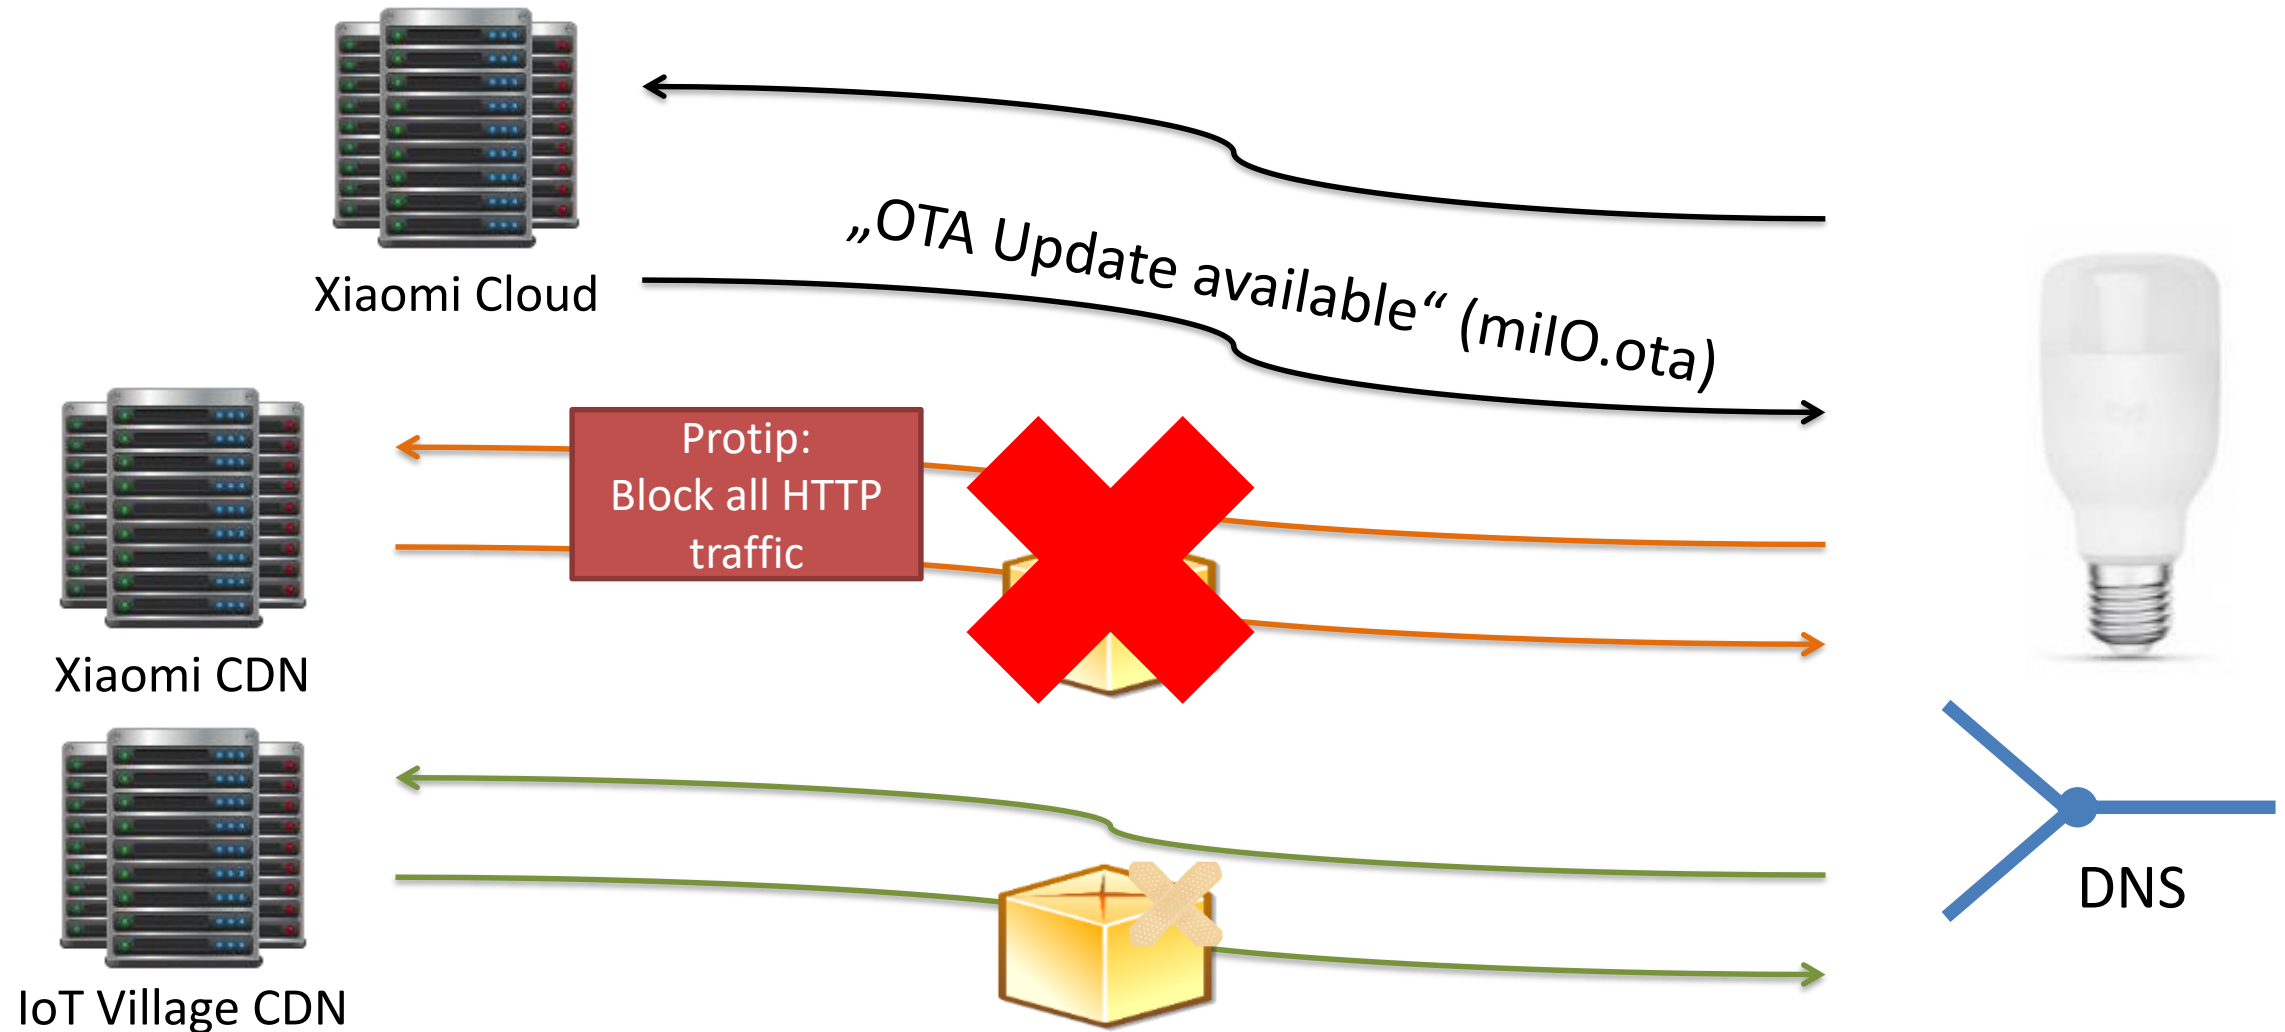 Xiaomi Cloud
„OTA Update available“ (miIO.ota)
Protip:
Block all HTTP
traffic
Xiaomi CDN
DNS
IoT Village CDN